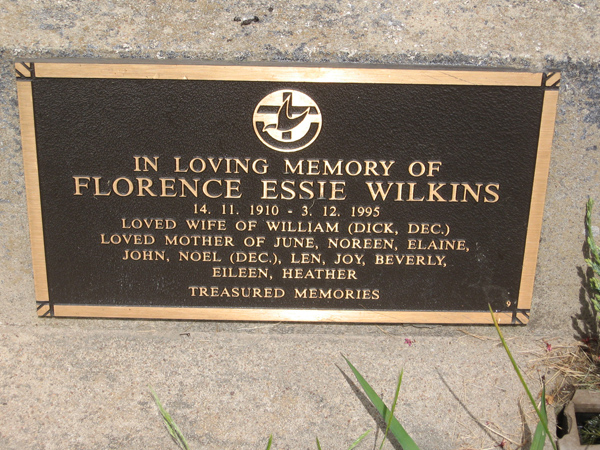 IN LOVING MEMORY OF
FLORENCE ESSIE WILKINS
14. 11. 1910 - 3. 12. 1995
LOVED WIFE OF WILLIAM (DICK, DEC.)
LOVED MOTHER OF JUNE, NOREEN, ELAINE,
JOHN, NOEL (DEC.), LEN, JOY, BEVERLY,
EILEEN, HEATHER
TREASURED MEMORIES